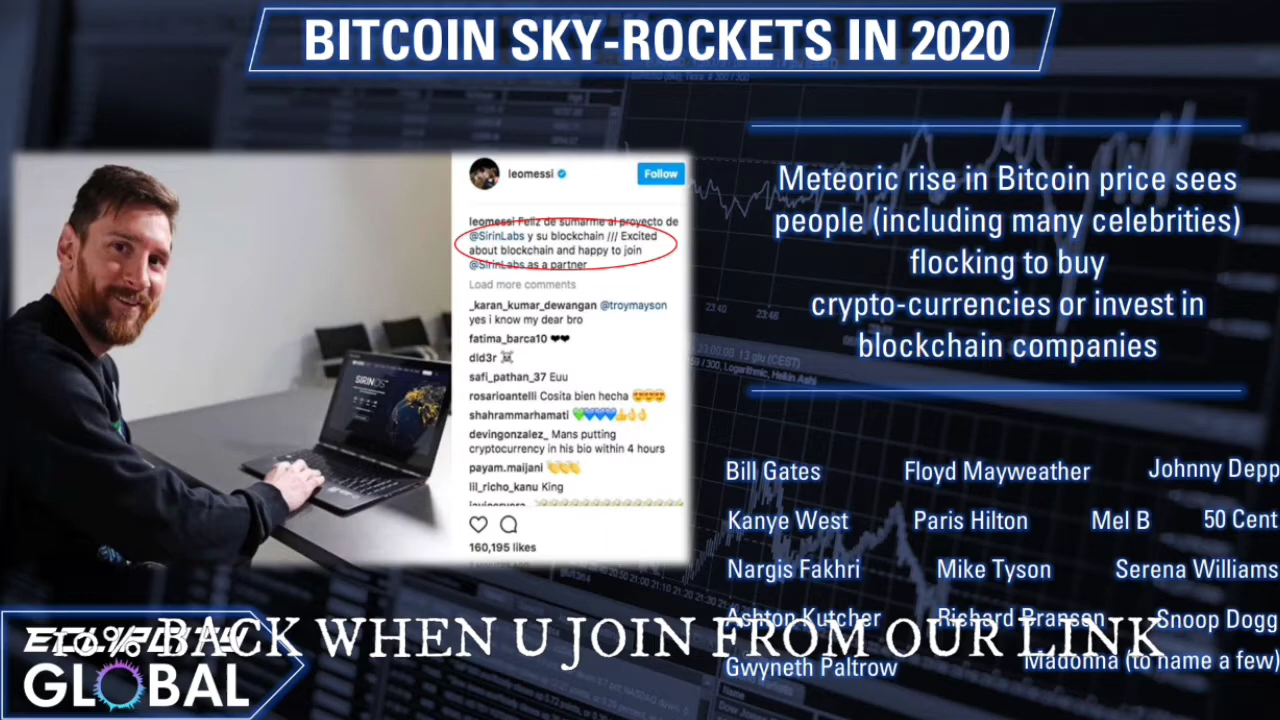 BITCOIN SKY-ROCKETS IN 2020
leomessi
Follow
leomessi Feliz de sumarme al proyecto de
@SirinLabs y su blockchain /// Excited
about blockchain and happy to join
@SirinLabs as a partner
Load more comments
_karan_kumar_dewangan @troymayson
yes i know my dear bro
fatima_barca10 ❤❤
did3r ☠
safi_pathan_37 Euu
rosarioantelli Cosita bien hecha 😍😍😍
shahrammarhamati 💚💙💙💙👍👌👌
devingonzalez_ Mans putting
cryptocurrency in his bio within 4 hours
payam.maijani 👏👏👏
lil_richo_kanu King
160,195 likes
SIRIN
Meteoric rise in Bitcoin price sees
people (including many celebrities)
flocking to buy
crypto-currencies or invest in
blockchain companies
Bill Gates Floyd Mayweather Johnny Depp
Kanye West Paris Hilton Mel B 50 Cent
Nargis Fakhri Mike Tyson Serena Williams
Ashton Kutcher Richard Branson Snoop Dogg
Gwyneth Paltrow Madonna (to name a few)
% BACK WHEN U JOIN FROM OUR LINK
GLOBAL
23:40
23:46